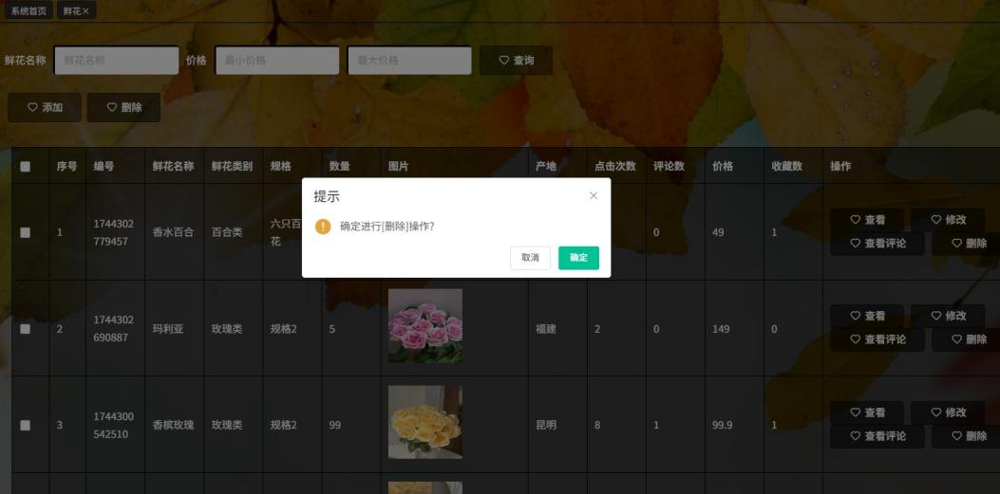 系统首页 鲜花×
鲜花名称 鲜花名称 价格 最小价格 最大价格 查询
添加 删除
序号 编号 鲜花名称 鲜花类别 规格 数量 图片 产地 点击次数 评论数 价格 收藏数 操作
提示 ×
确定进行[删除]操作?
取消 确定
1 1744302 香水百合 百合类 六只百 0 49 1 查看 修改
779457 花 查看评论 删除
2 1744302 玛利亚 玫瑰类 规格2 5 福建 2 0 149 0 查看 修改
690887 查看评论 删除
3 1744300 香槟玫瑰 玫瑰类 规格2 99 昆明 8 1 99.9 1 查看 修改
542510 查看评论 删除